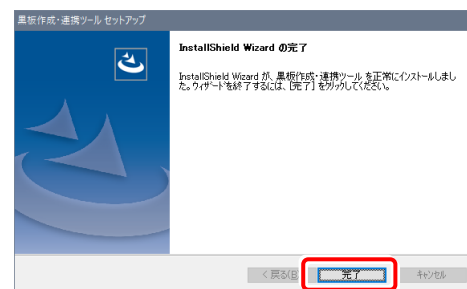 黒板作成・連携ツール セットアップ
InstallShield Wizard の完了
InstallShield Wizard が、黒板作成・連携ツール を正常にインストールしまし
た。ウィザードを終了するには、[完了] をクリックしてください。
< 戻る(B
完了
キャンセル